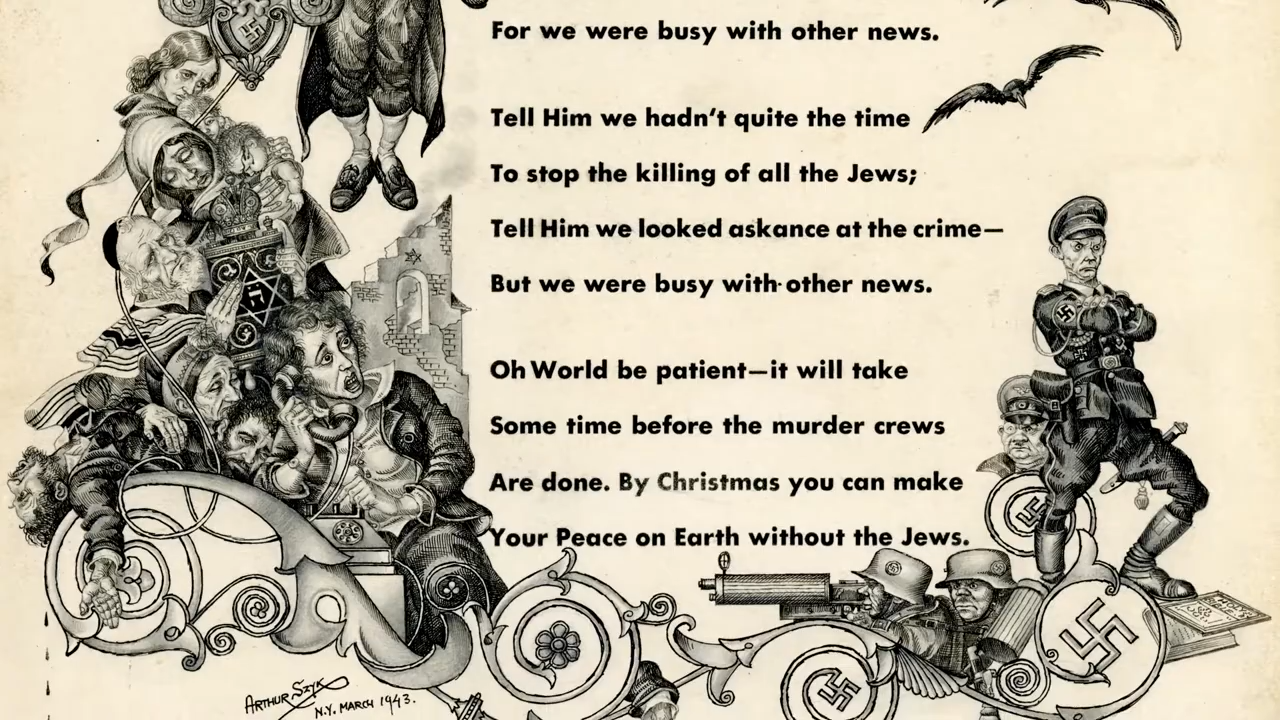 For we were busy with other news.
Tell Him we hadn't quite the time
To stop the killing of all the Jews;
Tell Him we looked askance at the crime—
But we were busy with other news.
Oh World be patient—it will take
Some time before the murder crews
Are done. By Christmas you can make
Your Peace on Earth without the Jews.
ARTHUR SZYK
N.Y. MARCH 1943.